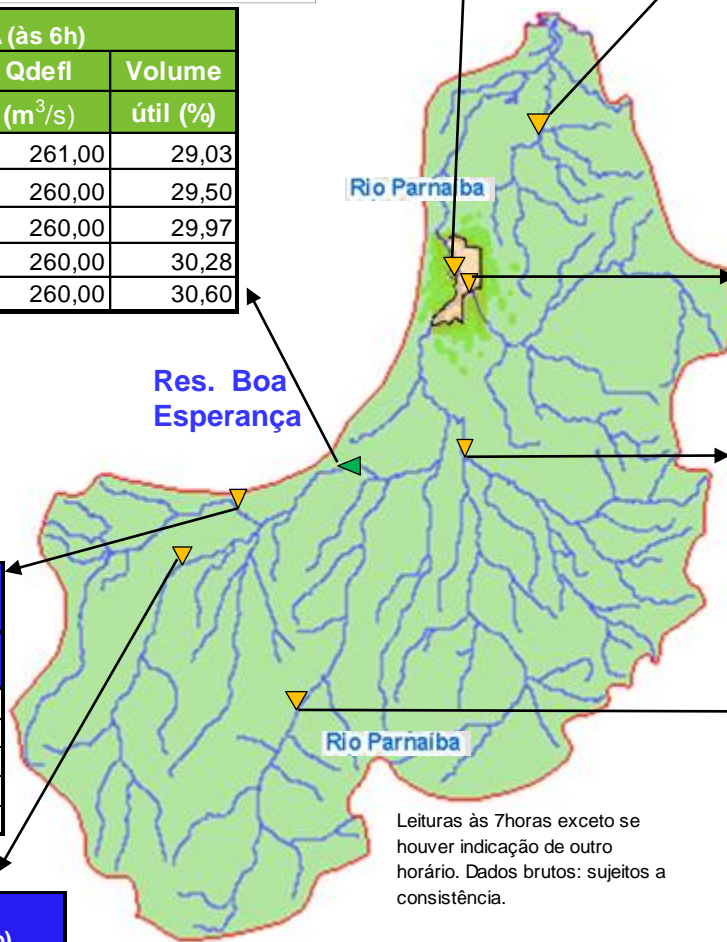 (às 6h)
Qdefl Volume
(m³/s) útil (%)
261,00 29,03
260,00 29,50
260,00 29,97
260,00 30,28
260,00 30,60
Rio Parnaíba
Res. Boa
Esperança
Rio Parnaíba
Leituras às 7horas exceto se
houver indicação de outro
horário. Dados brutos: sujeitos a
consistência.